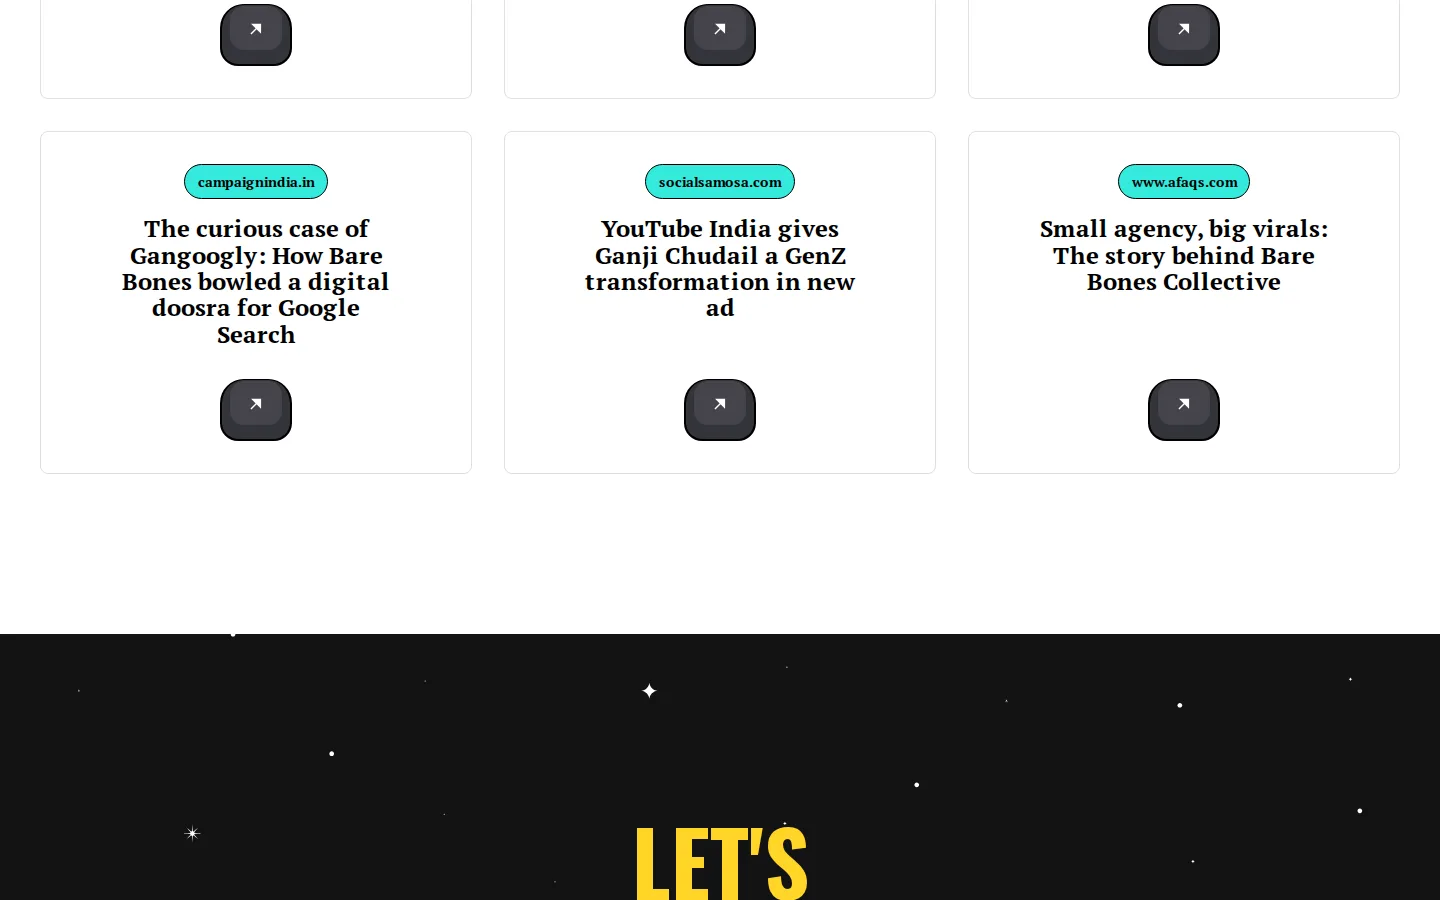 campaignindia.in
The curious case of
Gangoogly: How Bare
Bones bowled a digital
doosra for Google
Search
socialsamosa.com
YouTube India gives
Ganji Chudail a GenZ
transformation in new
ad
www.afaqs.com
Small agency, big virals:
The story behind Bare
Bones Collective
LET'S